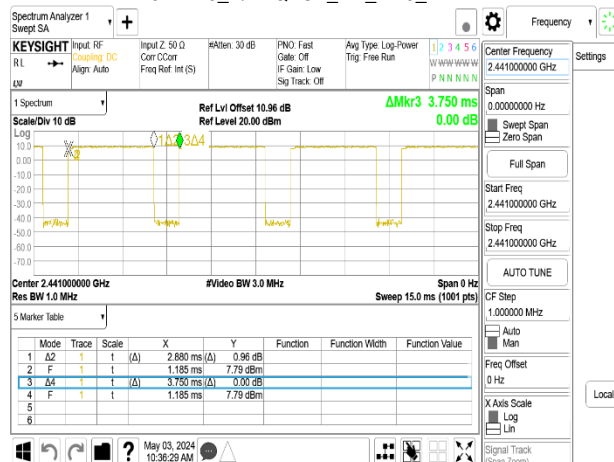 Spectrum Analyzer 1
Swept SA
Frequency
KEYSIGHT
Input: RF
Coupling: DC
Align: Auto
Input Z: 50 Ω
Corr CCorr
Freq Ref: Int (S)
#Atten: 30 dB
PNO: Fast
Gate: Off
IF Gain: Low
Sig Track: Off
Avg Type: Log-Power
Trig: Free Run
1 2 3 4 5 6
W W W W W W
P N N N N N
RL
LXI
Center Frequency
2.441000000 GHz
Settings
1 Spectrum
Scale/Div 10 dB
Ref Lvl Offset 10.96 dB
Ref Level 20.00 dBm
ΔMkr3 3.750 ms
0.00 dB
Span
0.00000000 Hz
Swept Span
Zero Span
Log
10.0
0.00
-10.0
-20.0
-30.0
-40.0
-50.0
-60.0
-70.0
1Δ2
3Δ4
Full Span
Start Freq
2.441000000 GHz
Stop Freq
2.441000000 GHz
AUTO TUNE
Center 2.441000000 GHz
#Video BW 3.0 MHz
Span 0 Hz
Res BW 1.0 MHz
Sweep 15.0 ms (1001 pts)
CF Step
1.000000 MHz
Auto
Man
5 Marker Table
Mode Trace Scale X Y Function Function Width Function Value
1 Δ2 1 t (Δ) 2.880 ms (Δ) 0.96 dB
2 F 1 t 1.185 ms 7.79 dBm
3 Δ4 1 t (Δ) 3.750 ms (Δ) 0.00 dB
4 F 1 t 1.185 ms 7.79 dBm
5
6
Freq Offset
0 Hz
X Axis Scale
Log
Lin
Local
Signal Track
(Span Zoom)
?
May 03, 2024
10:36:29 AM